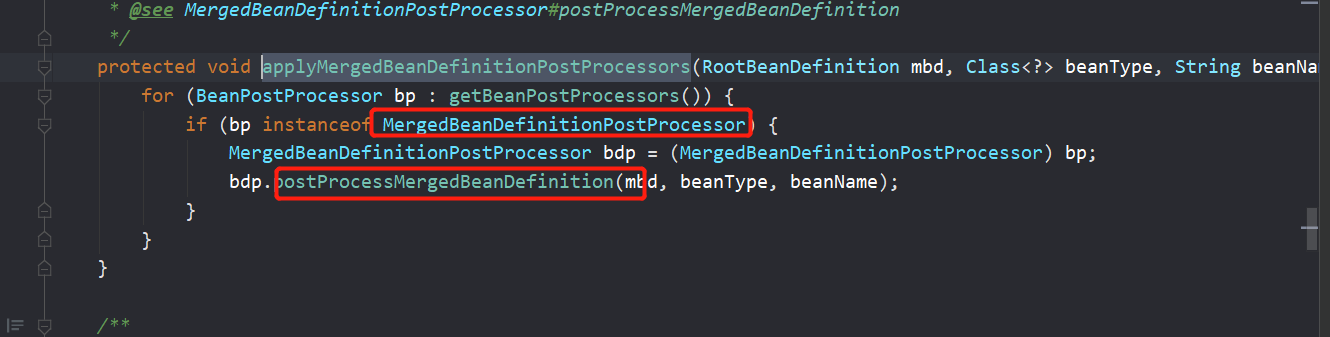 * @see MergedBeanDefinitionPostProcessor#postProcessMergedBeanDefinition
*/
protected void applyMergedBeanDefinitionPostProcessors(RootBeanDefinition mbd, Class<?> beanType, String beanNa
for (BeanPostProcessor bp : getBeanPostProcessors()) {
if (bp instanceof MergedBeanDefinitionPostProcessor) {
MergedBeanDefinitionPostProcessor bdp = (MergedBeanDefinitionPostProcessor) bp;
bdp.postProcessMergedBeanDefinition(mbd, beanType, beanName);
}
}
}
/**